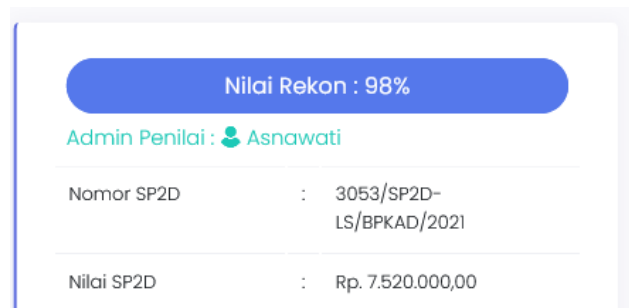 Nilai Rekon : 98%
Admin Penilai : Asnawati
Nomor SP2D : 3053/SP2D-
LS/BPKAD/2021
Nilai SP2D : Rp. 7.520.000,00